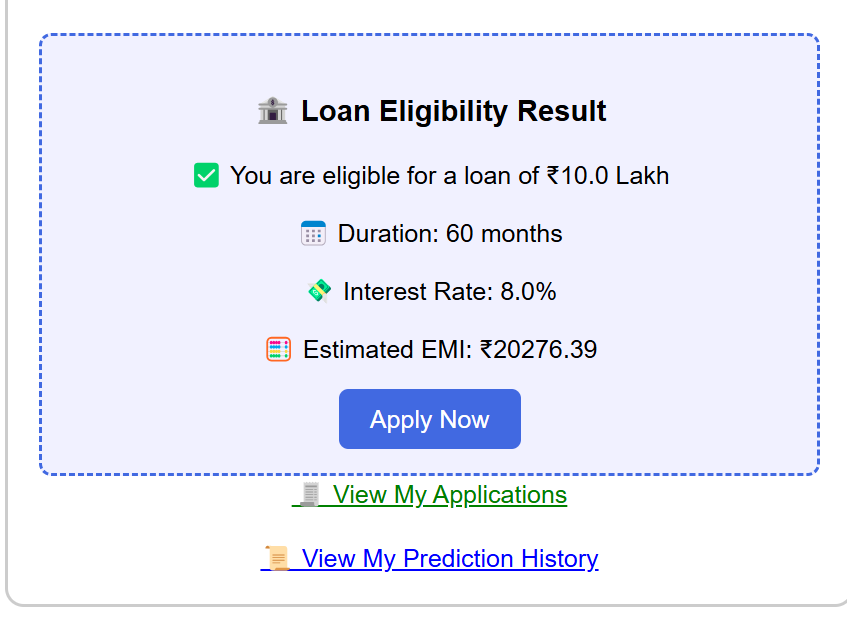 Loan Eligibility Result
You are eligible for a loan of ₹10.0 Lakh
Duration: 60 months
Interest Rate: 8.0%
Estimated EMI: ₹20276.39
Apply Now
View My Applications
View My Prediction History